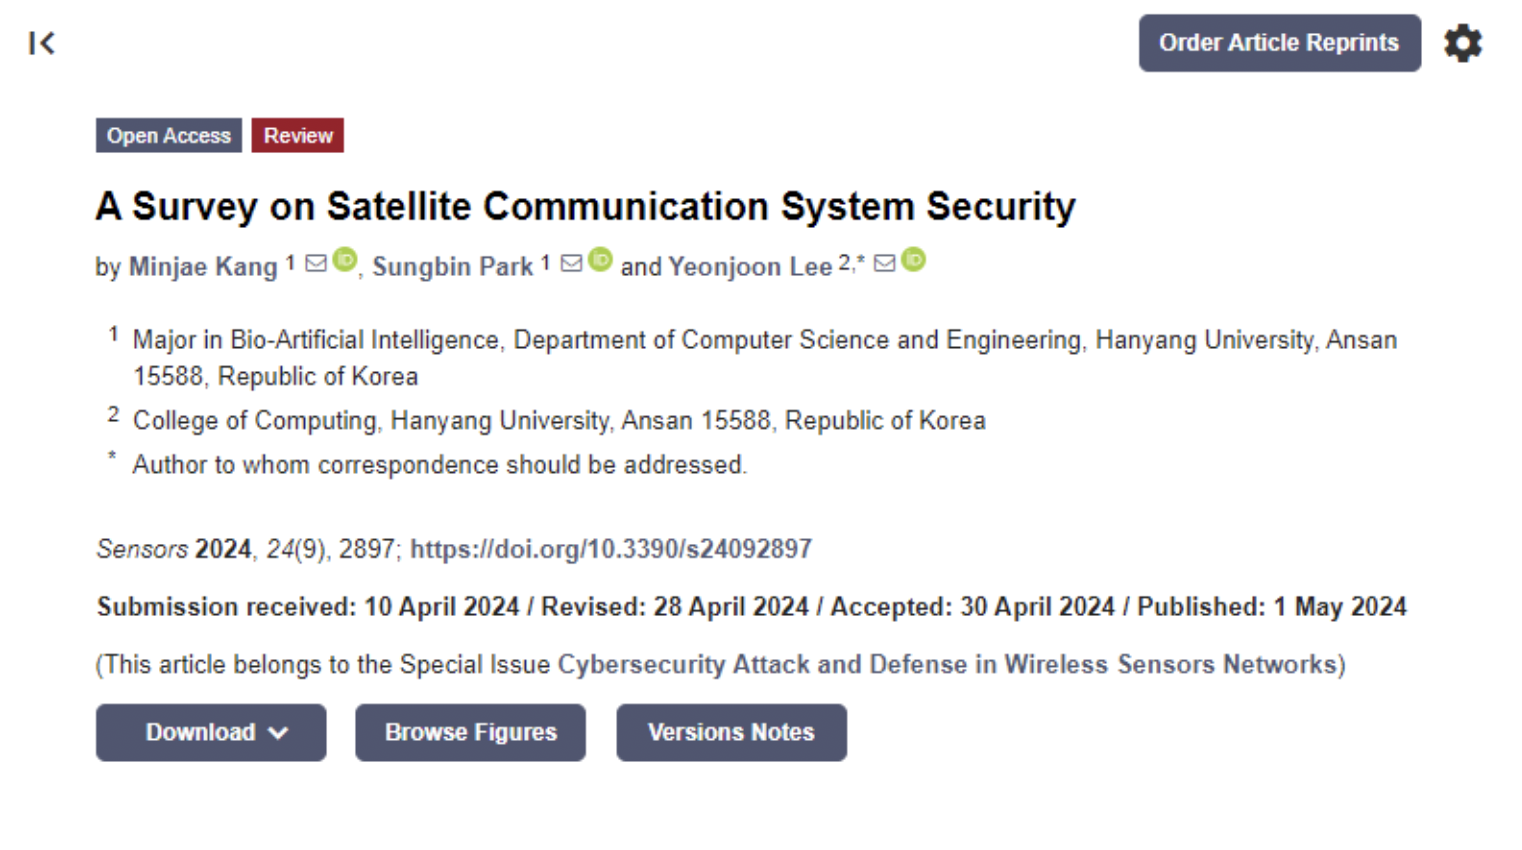 Order Article Reprints
Open Access Review
A Survey on Satellite Communication System Security
by Minjae Kang 1 iD, Sungbin Park 1 iD and Yeonjoon Lee 2,* iD
1 Major in Bio-Artificial Intelligence, Department of Computer Science and Engineering, Hanyang University, Ansan
15588, Republic of Korea
2 College of Computing, Hanyang University, Ansan 15588, Republic of Korea
* Author to whom correspondence should be addressed.
Sensors 2024, 24(9), 2897; https://doi.org/10.3390/s24092897
Submission received: 10 April 2024 / Revised: 28 April 2024 / Accepted: 30 April 2024 / Published: 1 May 2024
(This article belongs to the Special Issue Cybersecurity Attack and Defense in Wireless Sensors Networks)
Download Browse Figures Versions Notes